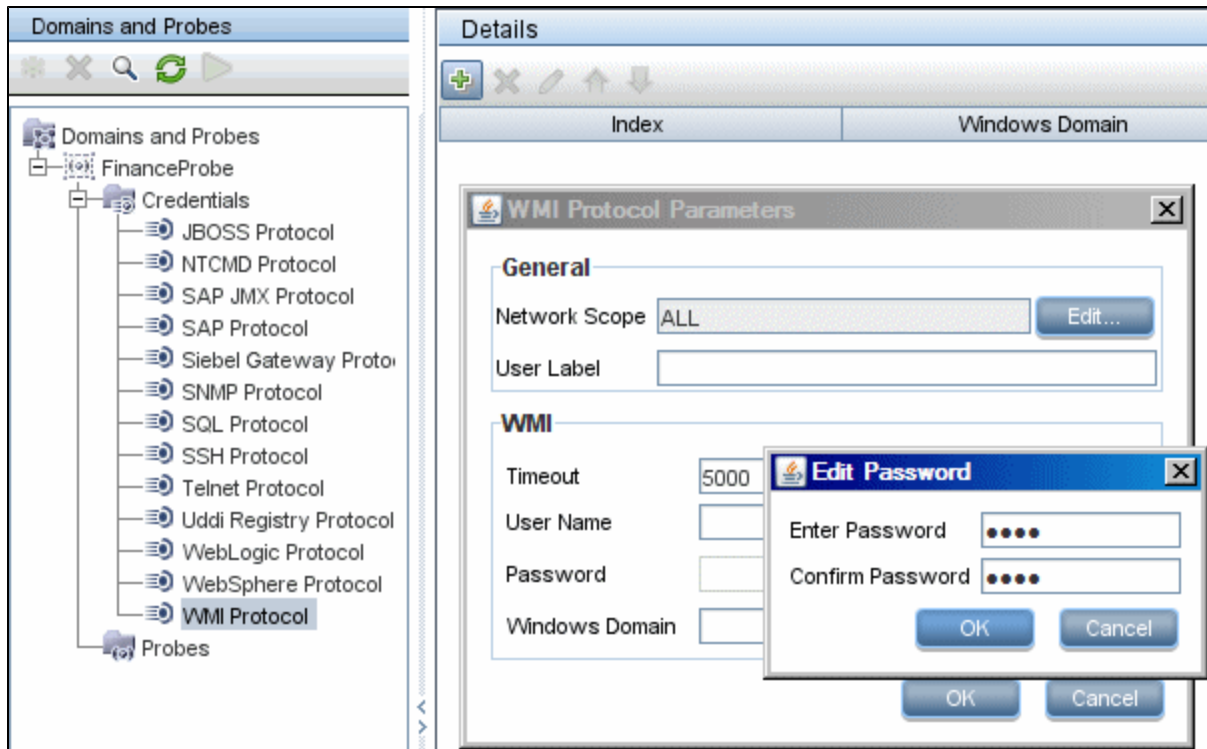 Domains and Probes
Domains and Probes
FinanceProbe
Credentials
JBOSS Protocol
NTCMD Protocol
SAP JMX Protocol
SAP Protocol
Siebel Gateway Proto
SNMP Protocol
SQL Protocol
SSH Protocol
Telnet Protocol
Uddi Registry Protocol
WebLogic Protocol
WebSphere Protocol
WMI Protocol
Probes
Details
Index Windows Domain
WMI Protocol Parameters
General
Network Scope ALL Edit...
User Label
WMI
Timeout 5000
User Name
Password
Windows Domain
OK Cancel
Edit Password
Enter Password ••••
Confirm Password ••••
OK Cancel